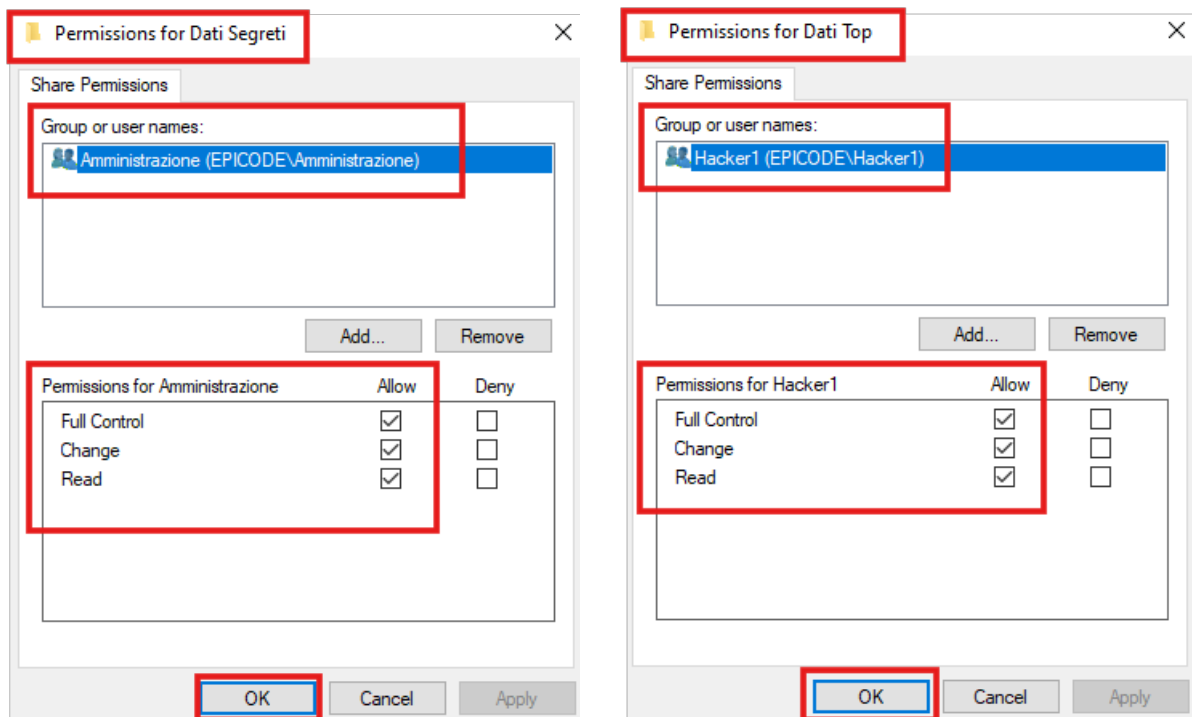 Permissions for Dati Segreti
Share Permissions
Group or user names:
Amministrazione (EPICODE\Amministrazione)
Add... Remove
Permissions for Amministrazione Allow Deny
Full Control
Change
Read
OK Cancel Apply
Permissions for Dati Top
Share Permissions
Group or user names:
Hacker1 (EPICODE\Hacker1)
Add... Remove
Permissions for Hacker1 Allow Deny
Full Control
Change
Read
OK Cancel Apply